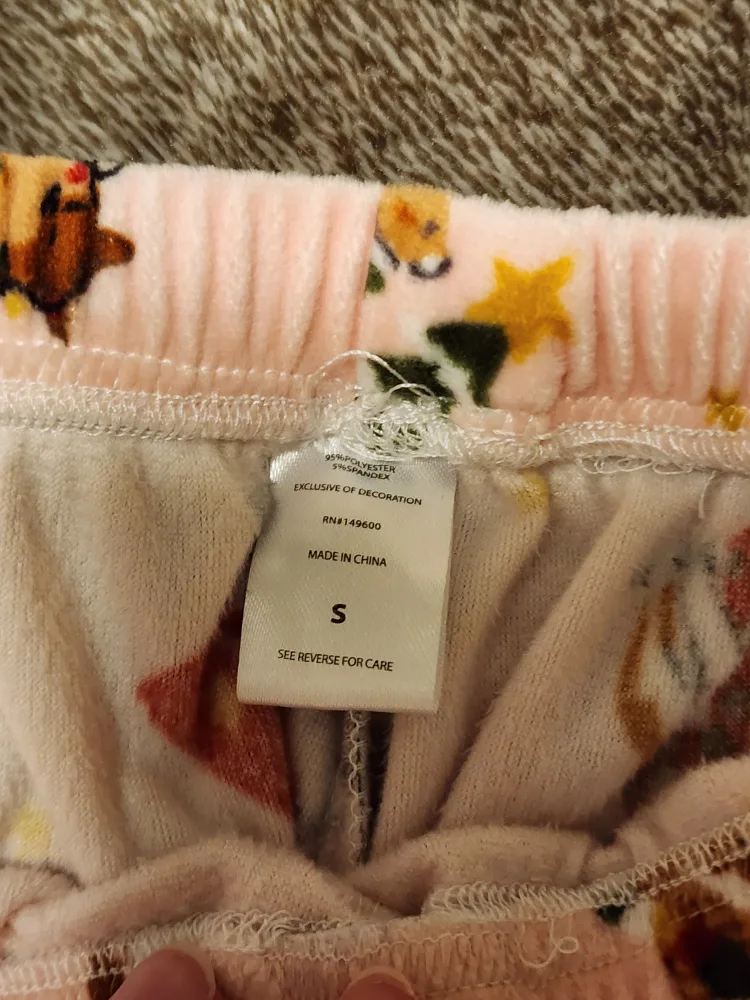 95%POLYESTER
5%SPANDEX
EXCLUSIVE OF DECORATION
RN#149600
MADE IN CHINA
S
SEE REVERSE FOR CARE